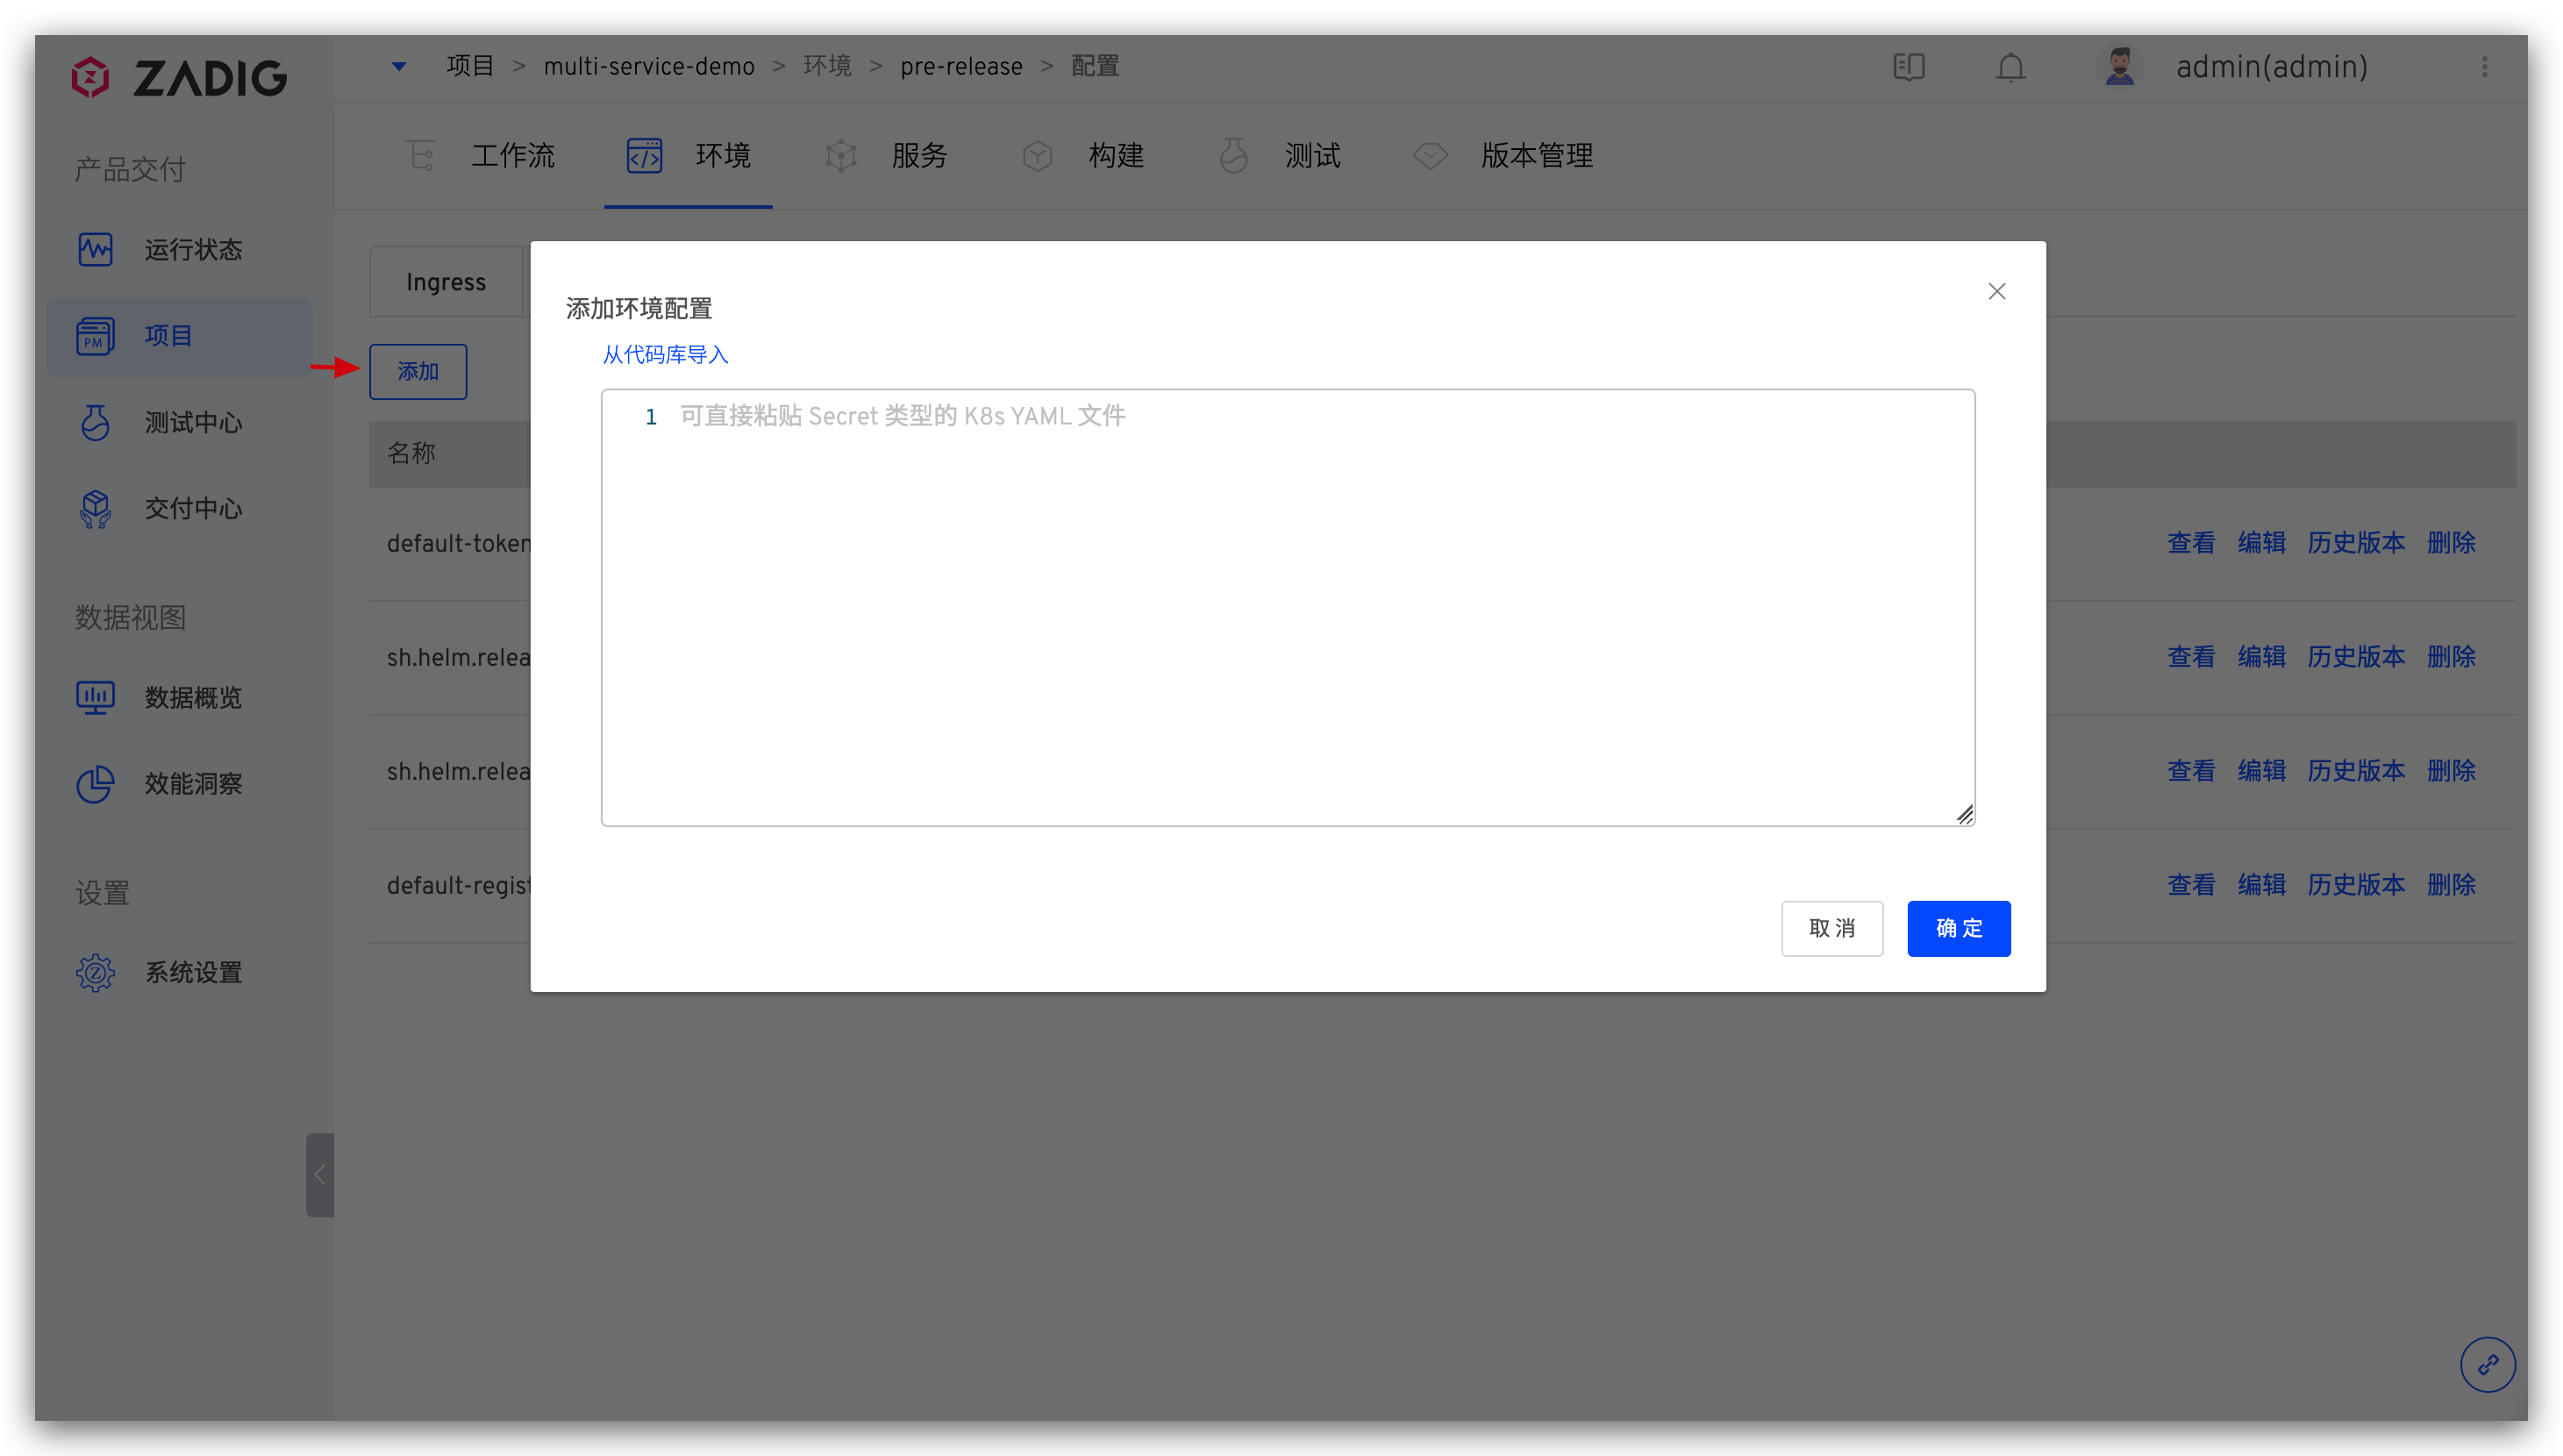 ZADIG
项目 > multi-service-demo > 环境 > pre-release > 配置
admin(admin)
工作流 环境 服务 构建 测试 版本管理
产品交付
运行状态
项目
测试中心
交付中心
数据视图
数据概览
效能洞察
设置
系统设置
Ingress
添加
名称
default-token
查看 编辑 历史版本 删除
sh.helm.relea
查看 编辑 历史版本 删除
sh.helm.relea
查看 编辑 历史版本 删除
default-regist
查看 编辑 历史版本 删除
添加环境配置
从代码库导入
1 可直接粘贴 Secret 类型的 K8s YAML 文件
取 消 确 定